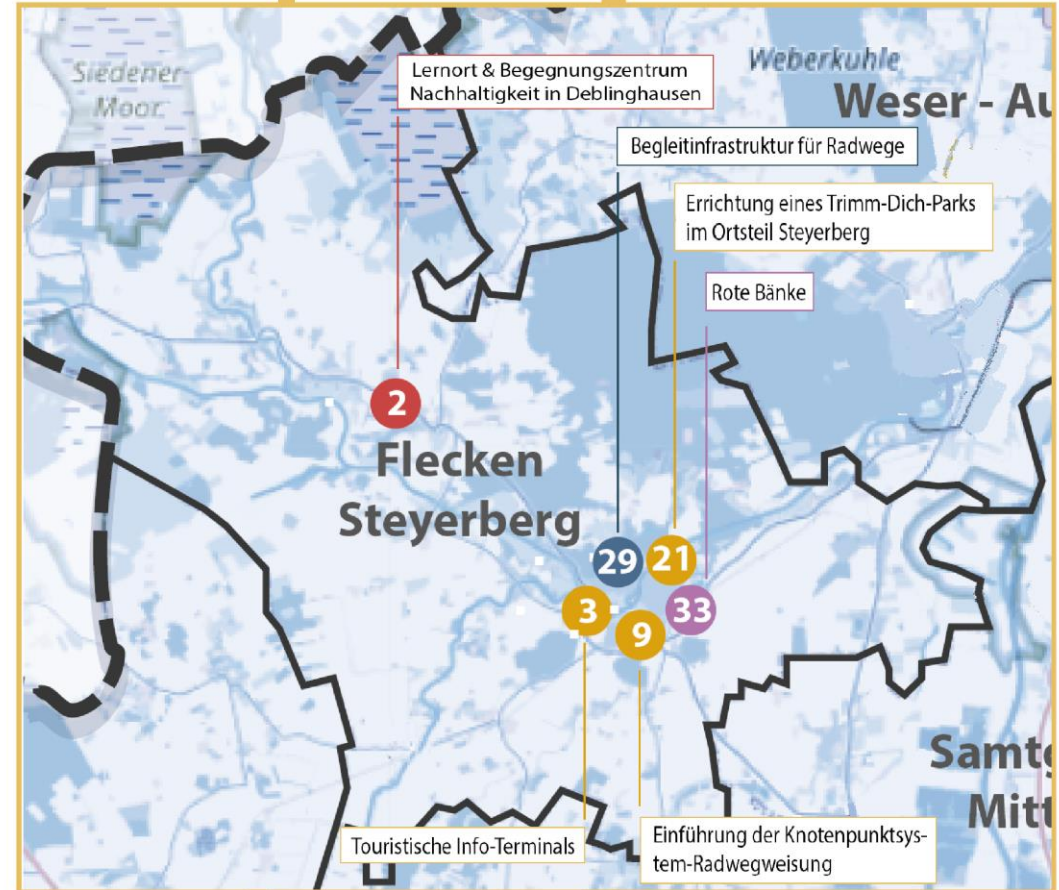 Siedener-
Moor
Lernort & Begegnungszentrum
Nachhaltigkeit in Deblinghausen
Weberkuhle
Weser - Au
Begleitinfrastruktur für Radwege
Errichtung eines Trimm-Dich-Parks
im Ortsteil Steyerberg
Rote Bänke
2
Flecken
Steyerberg
29
21
3
33
9
Samtg
Mitt
Touristische Info-Terminals
Einführung der Knotenpunktsys-
tem-Radwegweisung